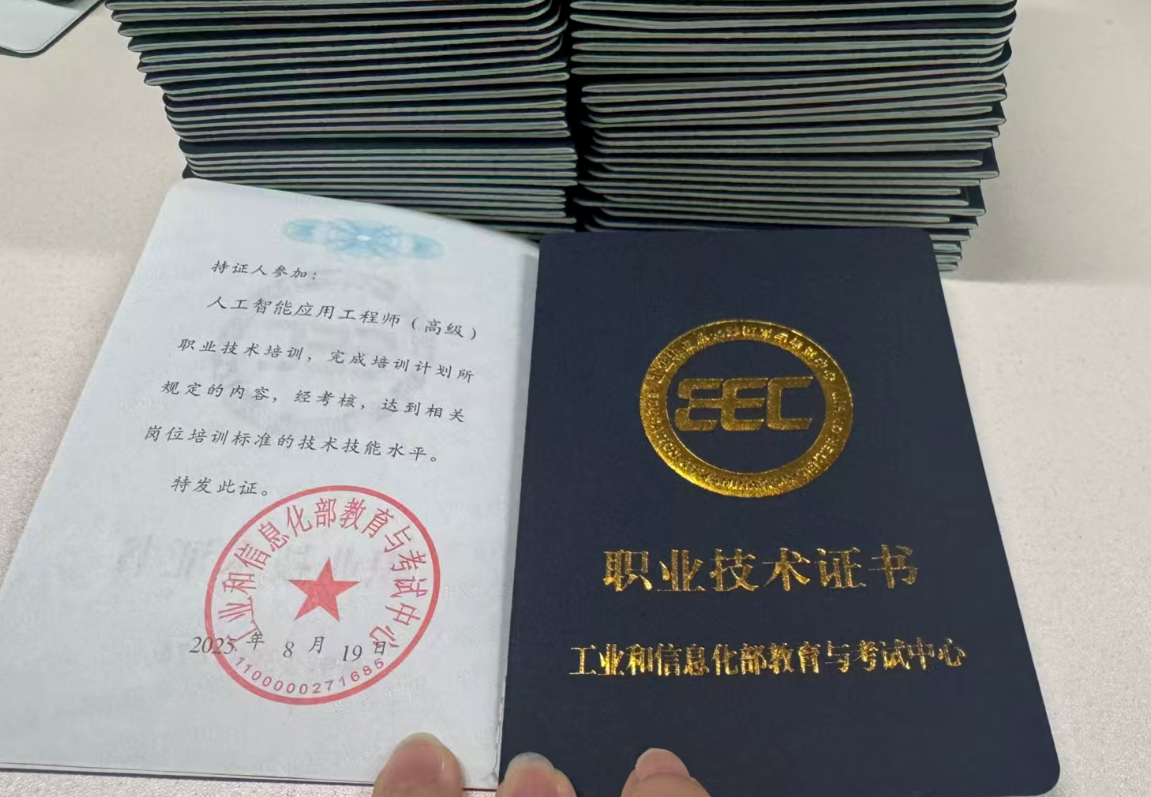 持证人参加：
人工智能应用工程师（高级）
职业技术培训，完成培训计划所
规定的内容，经考核，达到相关
岗位培训标准的技术技能水平。
特发此证。
工业和信息化部教育与考试中心
2023 年 8 月 19 日
1100000271685
EEC
职业技术证书
工业和信息化部教育与考试中心